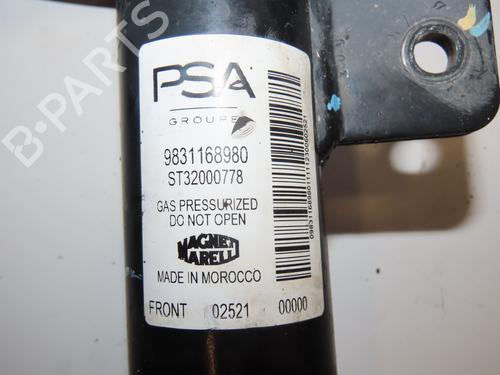 PSA
GROUPE
9831168980
ST32000778
GAS PRESSURIZED
DO NOT OPEN
MAGNETI
MARELLI
MADE IN MOROCCO
FRONT 02521 00000
B-PARTS